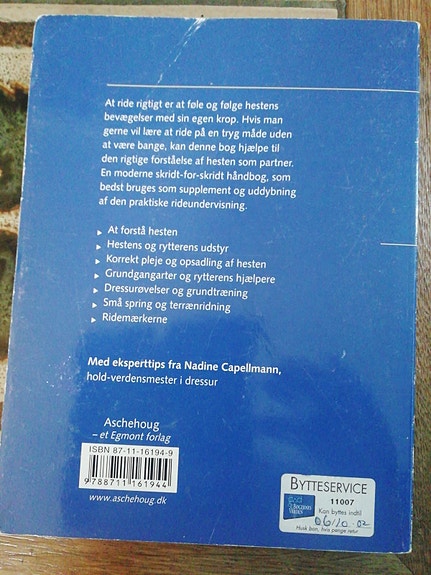 At ride rigtigt er at føle og følge hestens
bevægelser med sin egen krop. Hvis man
gerne vil lære at ride på en tryg måde uden
at være bange, kan denne bog hjælpe til
den rigtige forståelse af hesten som partner.
En moderne skridt-for-skridt håndbog, som
bedst bruges som supplement og uddybning
af den praktiske rideundervisning.
At forstå hesten
Hestens og rytterens udstyr
Korrekt pleje og opsadling af hesten
Grundgangarter og rytterens hjælpere
Dressurøvelser og grundtræning
Små spring og terrænridning
Ridemærkerne
Med eksperttips fra Nadine Capellmann,
hold-verdensmester i dressur
Aschehoug
– et Egmont forlag
ISBN 87-11-16194-9
9 788711 161944
www.aschehoug.dk
BYTTESERVICE
11007
Kan byttes indtil
06/10-02
Husk bon, hvis penge retur